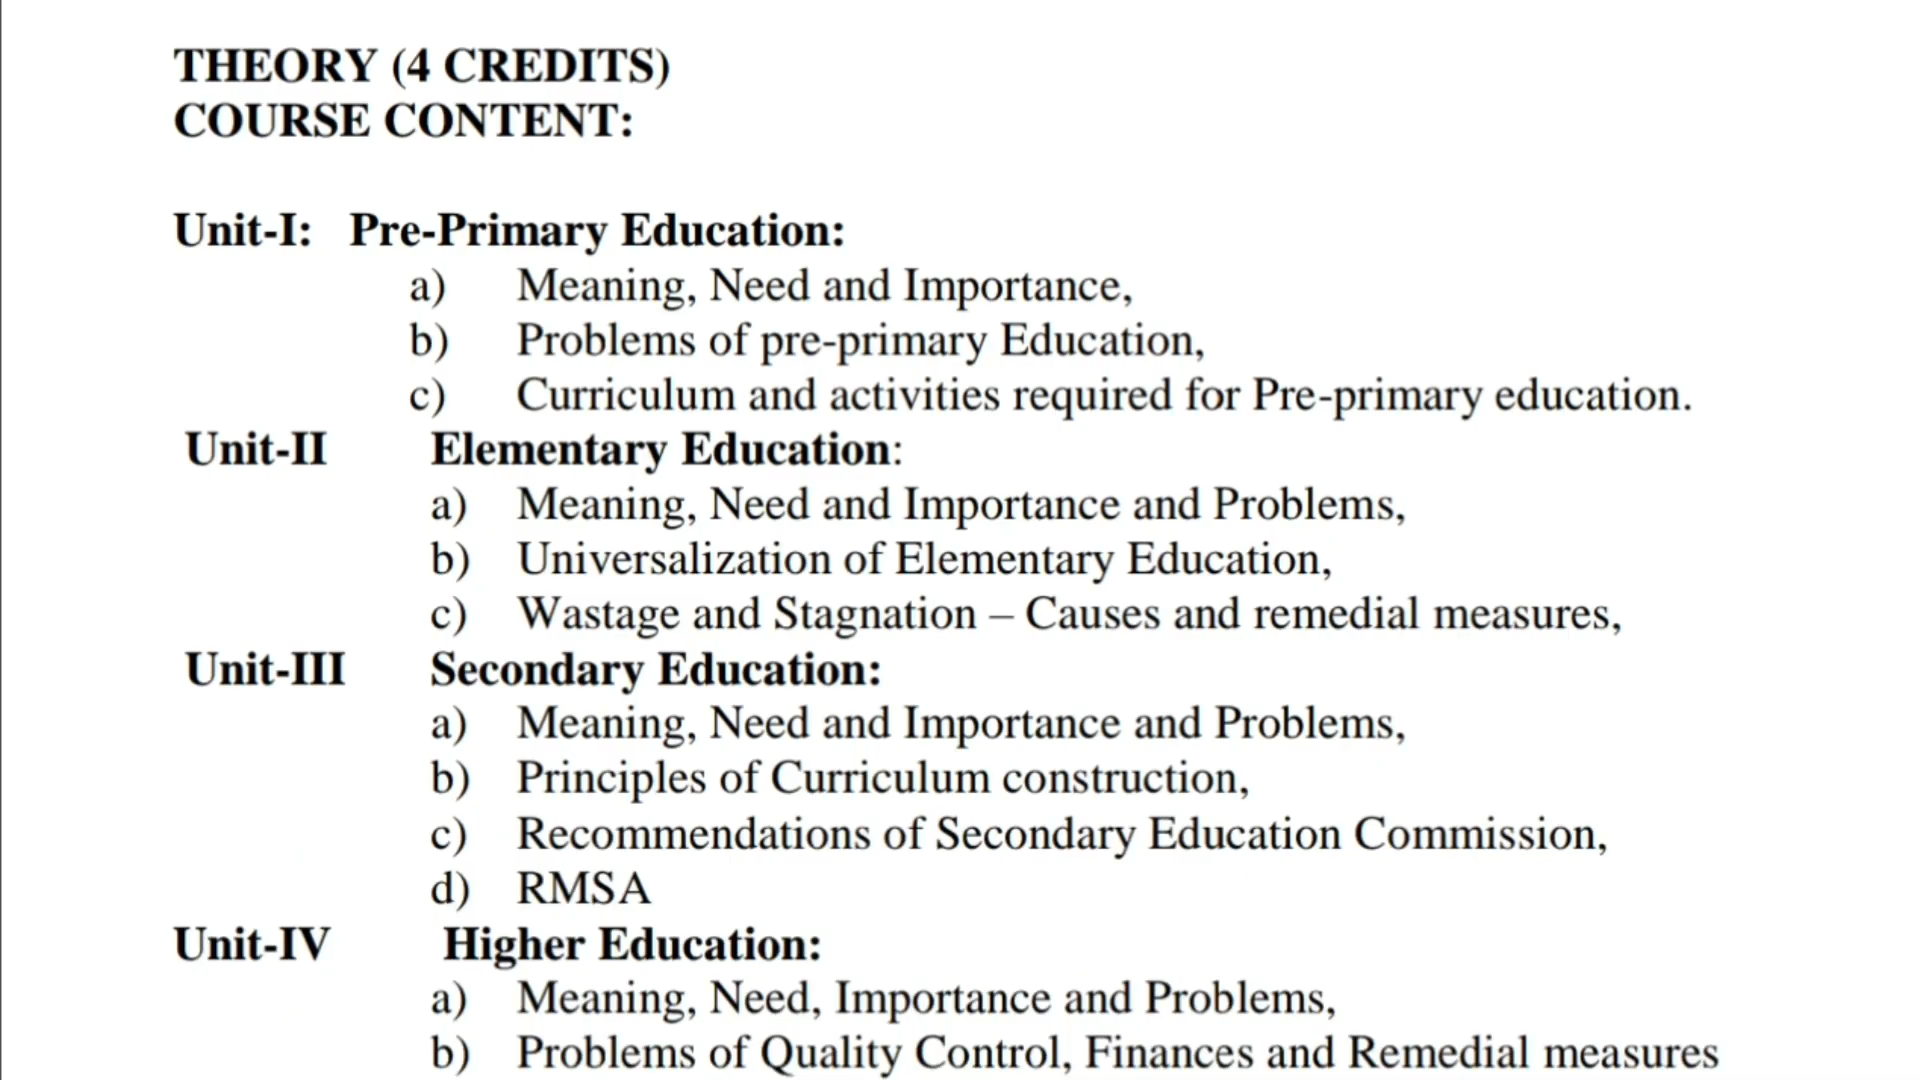 THEORY (4 CREDITS)
COURSE CONTENT:
Unit-I: Pre-Primary Education:
a) Meaning, Need and Importance,
b) Problems of pre-primary Education,
c) Curriculum and activities required for Pre-primary education.
Unit-II Elementary Education:
a) Meaning, Need and Importance and Problems,
b) Universalization of Elementary Education,
c) Wastage and Stagnation – Causes and remedial measures,
Unit-III Secondary Education:
a) Meaning, Need and Importance and Problems,
b) Principles of Curriculum construction,
c) Recommendations of Secondary Education Commission,
d) RMSA
Unit-IV Higher Education:
a) Meaning, Need, Importance and Problems,
b) Problems of Quality Control, Finances and Remedial measures